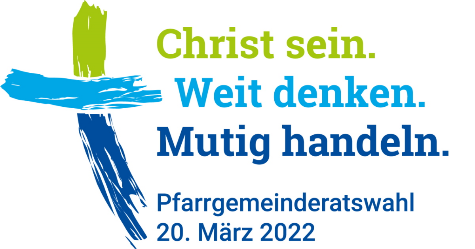 Christ sein.
Weit denken.
Mutig handeln.
Pfarrgemeinderatswahl
20. März 2022